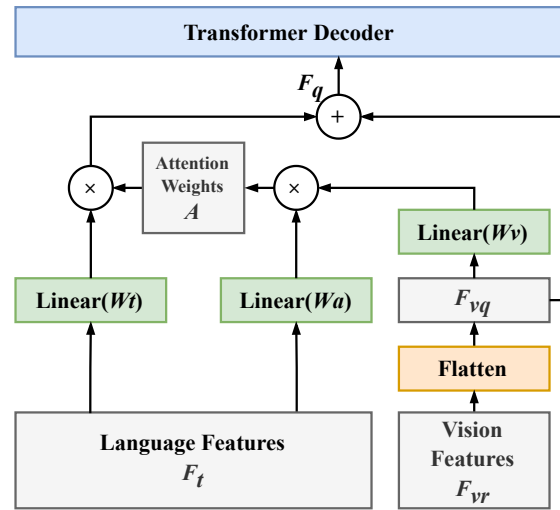 Transformer Decoder
Fq
+
Attention
Weights
A
×
×
Linear(Wv)
Linear(Wt)
Linear(Wa)
Fvq
Flatten
Language Features
Ft
Vision
Features
Fvr